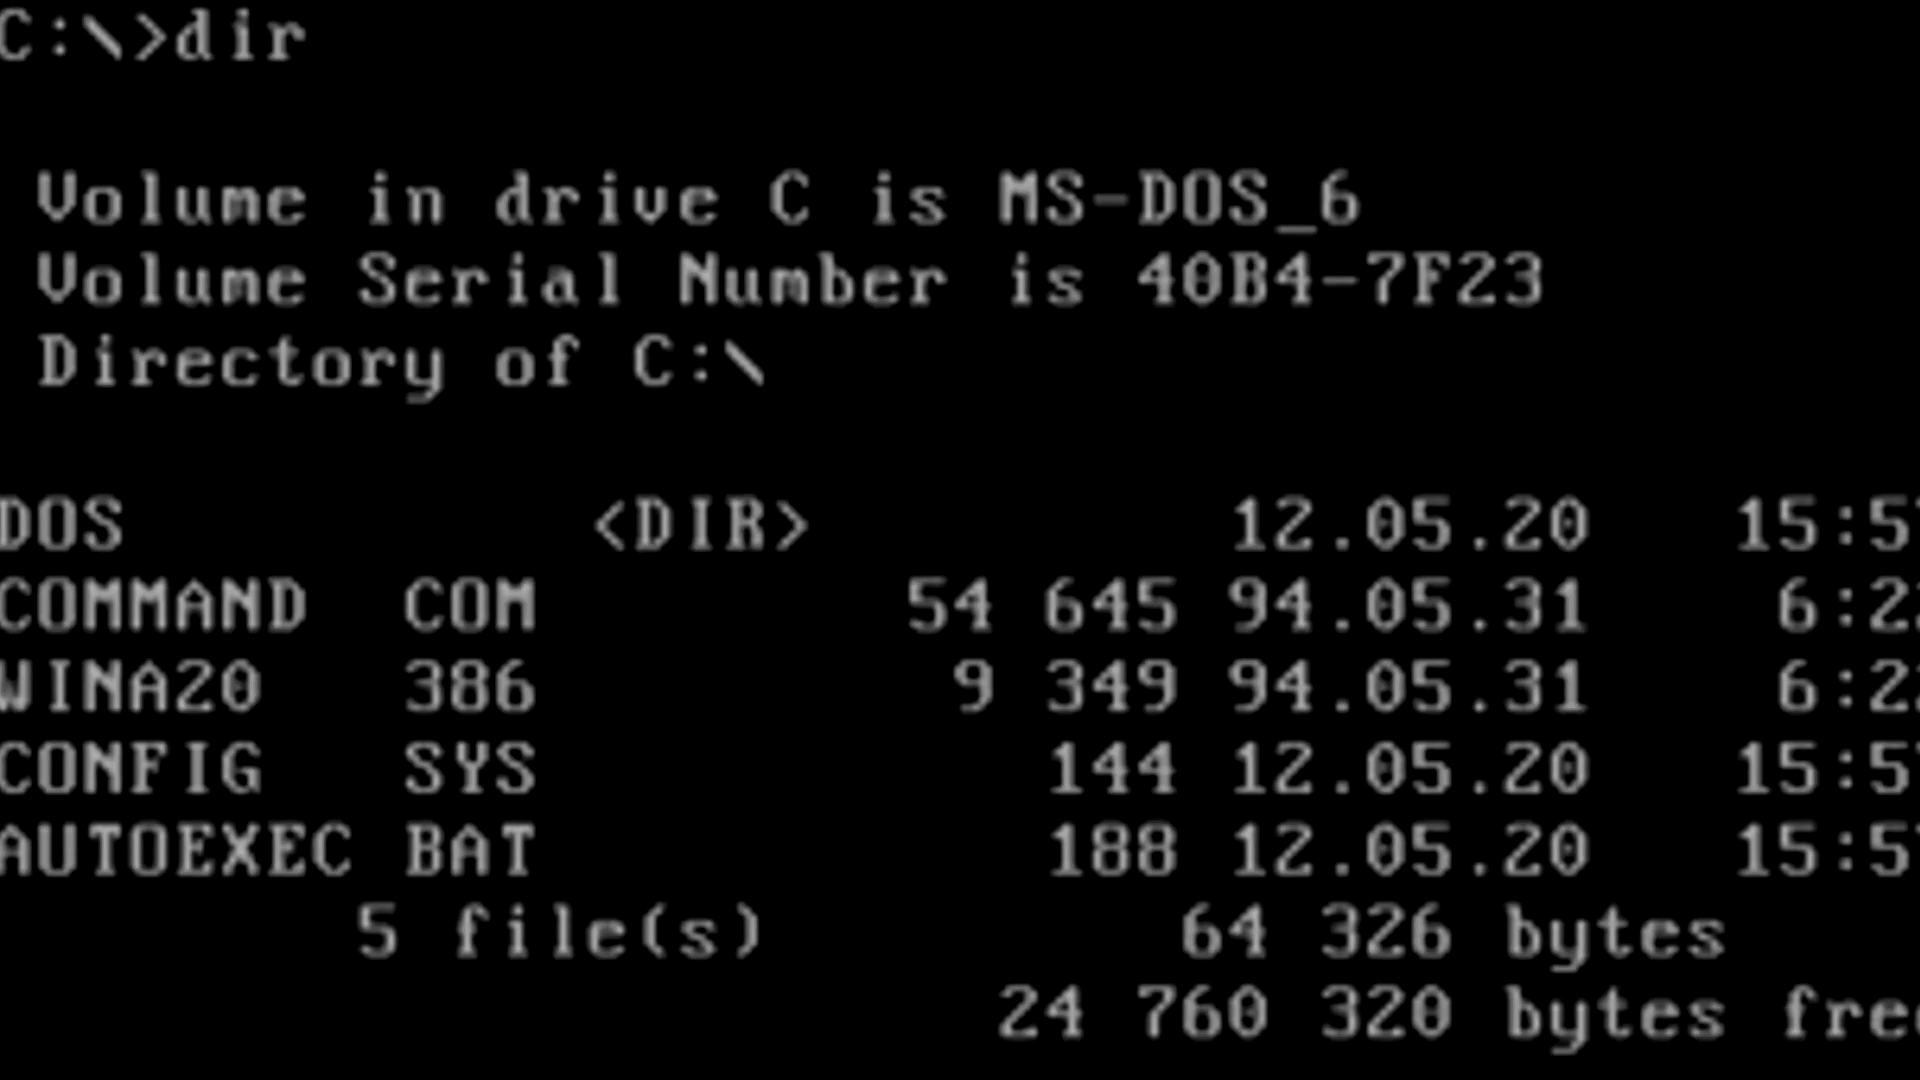 C:\>dir
Volume in drive C is MS-DOS_6
Volume Serial Number is 40B4-7F23
Directory of C:\
DOS <DIR> 12.05.20
COMMAND COM 54 645 94.05.31
WINA20 386 9 349 94.05.31
CONFIG SYS 144 12.05.20
AUTOEXEC BAT 188 12.05.20
5 file(s) 64 326 bytes
24 760 320 bytes free